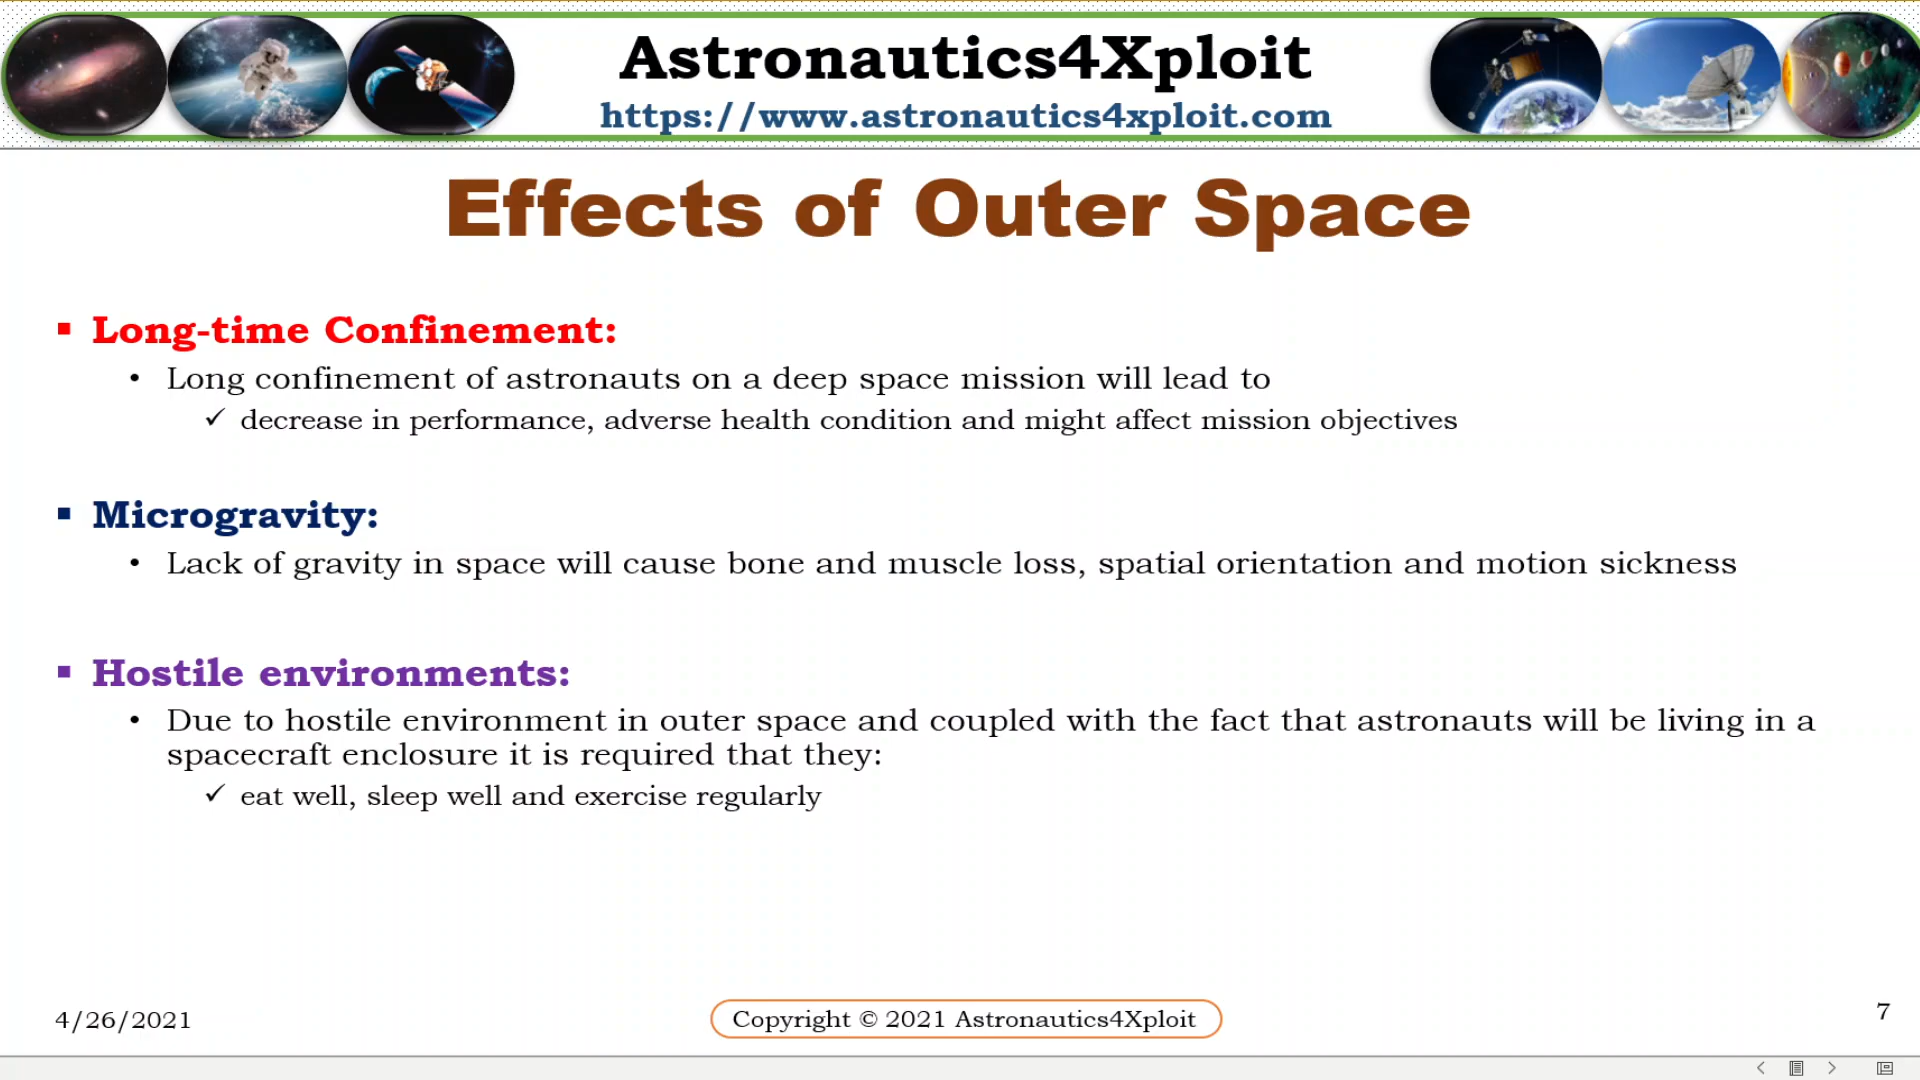 Astronautics4Xploit
https://www.astronautics4xploit.com
Effects of Outer Space
▪ Long-time Confinement:
• Long confinement of astronauts on a deep space mission will lead to
✓ decrease in performance, adverse health condition and might affect mission objectives
▪ Microgravity:
• Lack of gravity in space will cause bone and muscle loss, spatial orientation and motion sickness
▪ Hostile environments:
• Due to hostile environment in outer space and coupled with the fact that astronauts will be living in a
spacecraft enclosure it is required that they:
✓ eat well, sleep well and exercise regularly
4/26/2021
Copyright © 2021 Astronautics4Xploit
7